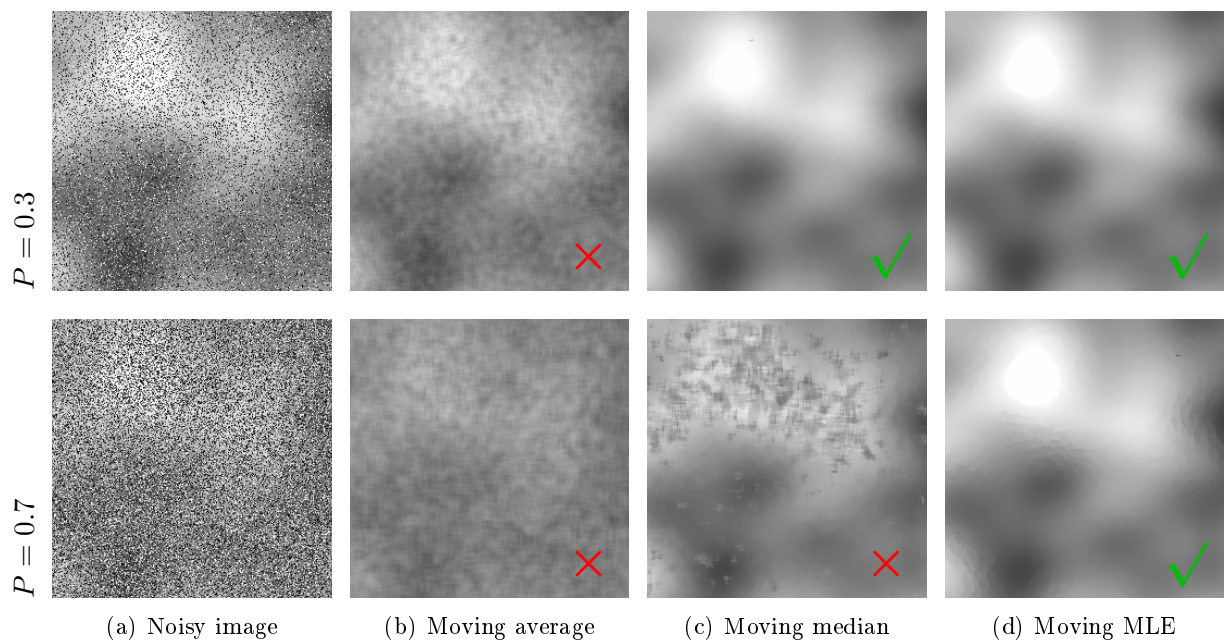 P = 0.3
P = 0.7
(a) Noisy image
(b) Moving average
(c) Moving median
(d) Moving MLE